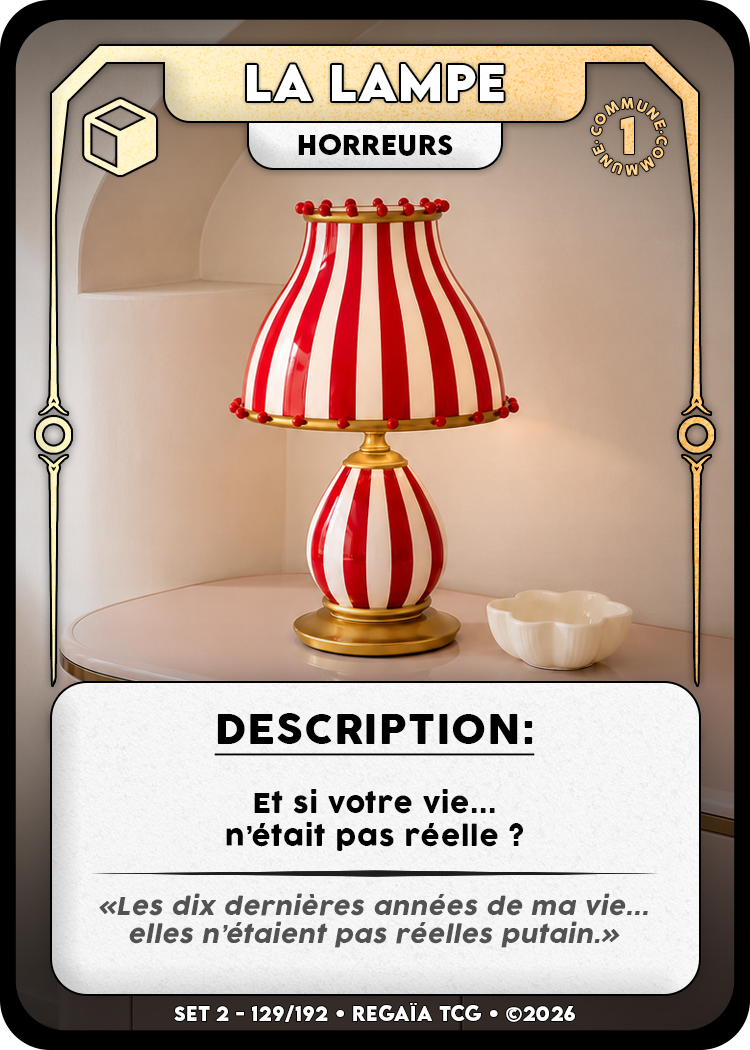 LA LAMPE
HORREURS
COMMUNE·COMMUNE·
1
DESCRIPTION:
Et si votre vie...
n'était pas réelle ?
«Les dix dernières années de ma vie...
elles n'étaient pas réelles putain.»
SET 2 - 129/192 • REGAÏA TCG • ©2026